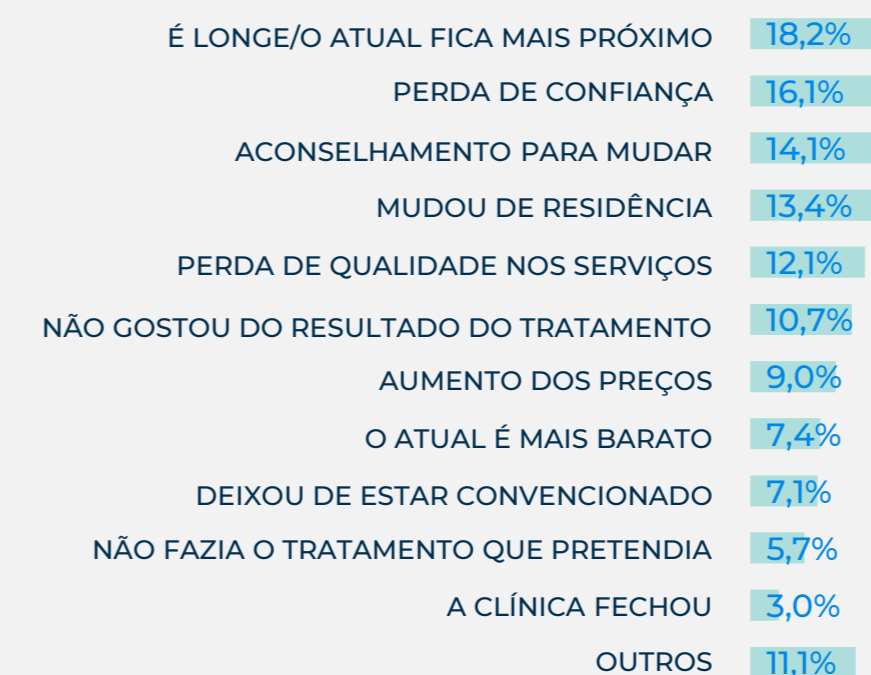 É LONGE/O ATUAL FICA MAIS PRÓXIMO 18,2%
PERDA DE CONFIANÇA 16,1%
ACONSELHAMENTO PARA MUDAR 14,1%
MUDOU DE RESIDÊNCIA 13,4%
PERDA DE QUALIDADE NOS SERVIÇOS 12,1%
NÃO GOSTOU DO RESULTADO DO TRATAMENTO 10,7%
AUMENTO DOS PREÇOS 9,0%
O ATUAL É MAIS BARATO 7,4%
DEIXOU DE ESTAR CONVENCIONADO 7,1%
NÃO FAZIA O TRATAMENTO QUE PRETENDIA 5,7%
A CLÍNICA FECHOU 3,0%
OUTROS 11,1%